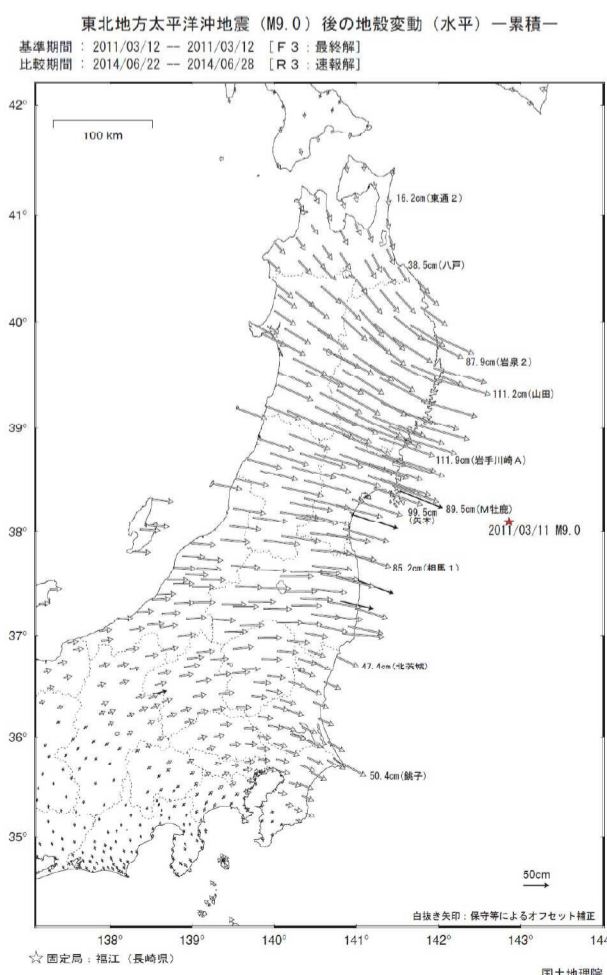 東北地方太平洋沖地震（M9.0）後の地殻変動（水平）―累積―
基準期間：2011/03/12 -- 2011/03/12 ［F3：最終解］
比較期間：2014/06/22 -- 2014/06/28 ［R3：速報解］
42°
100 km
41°
16.2cm(東通２)
38.5cm(八戸)
40°
87.9cm(岩泉２)
111.2cm(山田)
39°
111.9cm(岩手川崎Ａ)
99.5cm
(矢本)
89.5cm(M牡鹿)
38°
2011/03/11 M9.0
85.2cm(相馬１)
37°
47.4cm(北茨城)
36°
50.4cm(銚子)
35°
50cm
白抜き矢印：保守等によるオフセット補正
138° 139° 140° 141° 142° 143° 144
☆ 固定局：福江（長崎県）
国土地理院